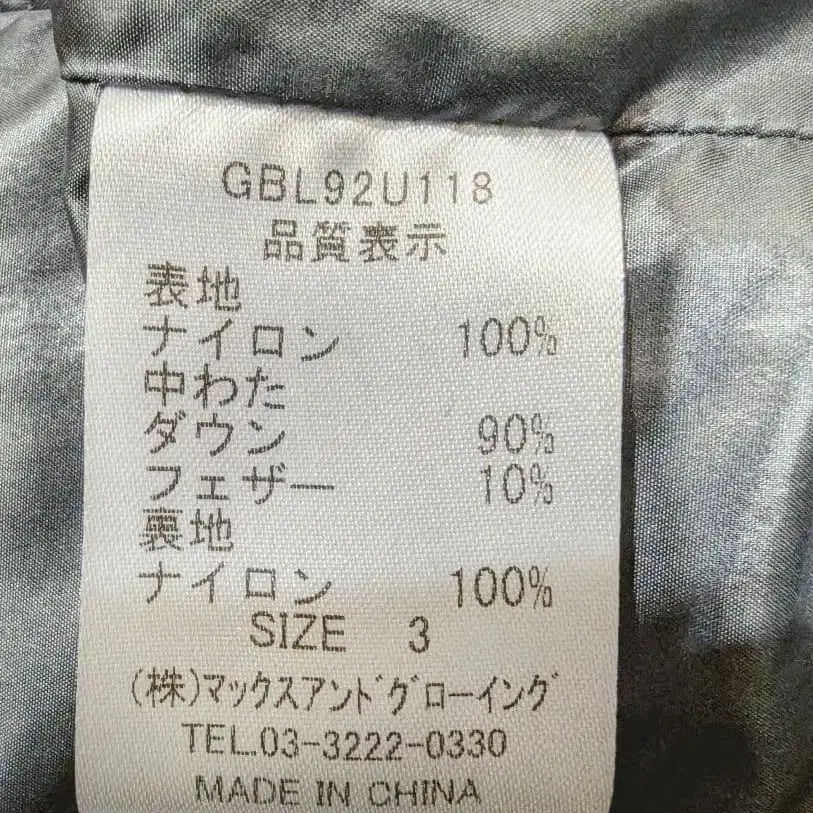 GBL92U118
品質表示
表地
ナイロン 100%
中わた
ダウン 90%
フェザー 10%
裏地
ナイロン 100%
SIZE 3
(株)マックスアンドグローイング
TEL.03-3222-0330
MADE IN CHINA